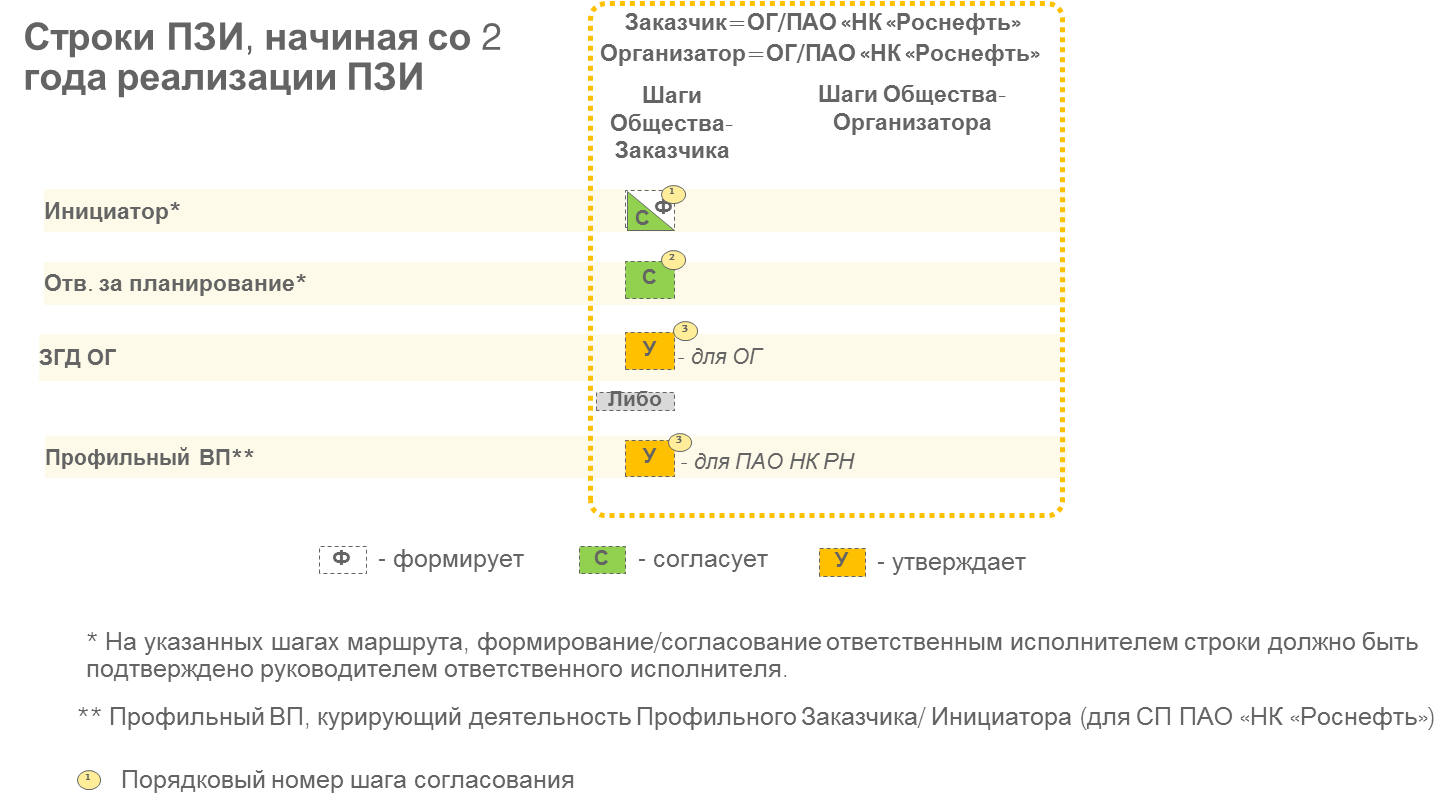 Строки ПЗИ, начиная со 2
года реализации ПЗИ
Заказчик=ОГ/ПАО «НК «Роснефть»
Организатор=ОГ/ПАО «НК «Роснефть»
Шаги
Общества-
Заказчика
Шаги Общества-
Организатора
Инициатор*
1
Ф
С
Отв. за планирование*
2
С
ЗГД ОГ
3
У
- для ОГ
Либо
Профильный ВП**
3
У
- для ПАО НК РН
Ф - формирует
С - согласует
У - утверждает
* На указанных шагах маршрута, формирование/согласование ответственным исполнителем строки должно быть
подтверждено руководителем ответственного исполнителя.
** Профильный ВП, курирующий деятельность Профильного Заказчика/ Инициатора (для СП ПАО «НК «Роснефть»)
1 Порядковый номер шага согласования